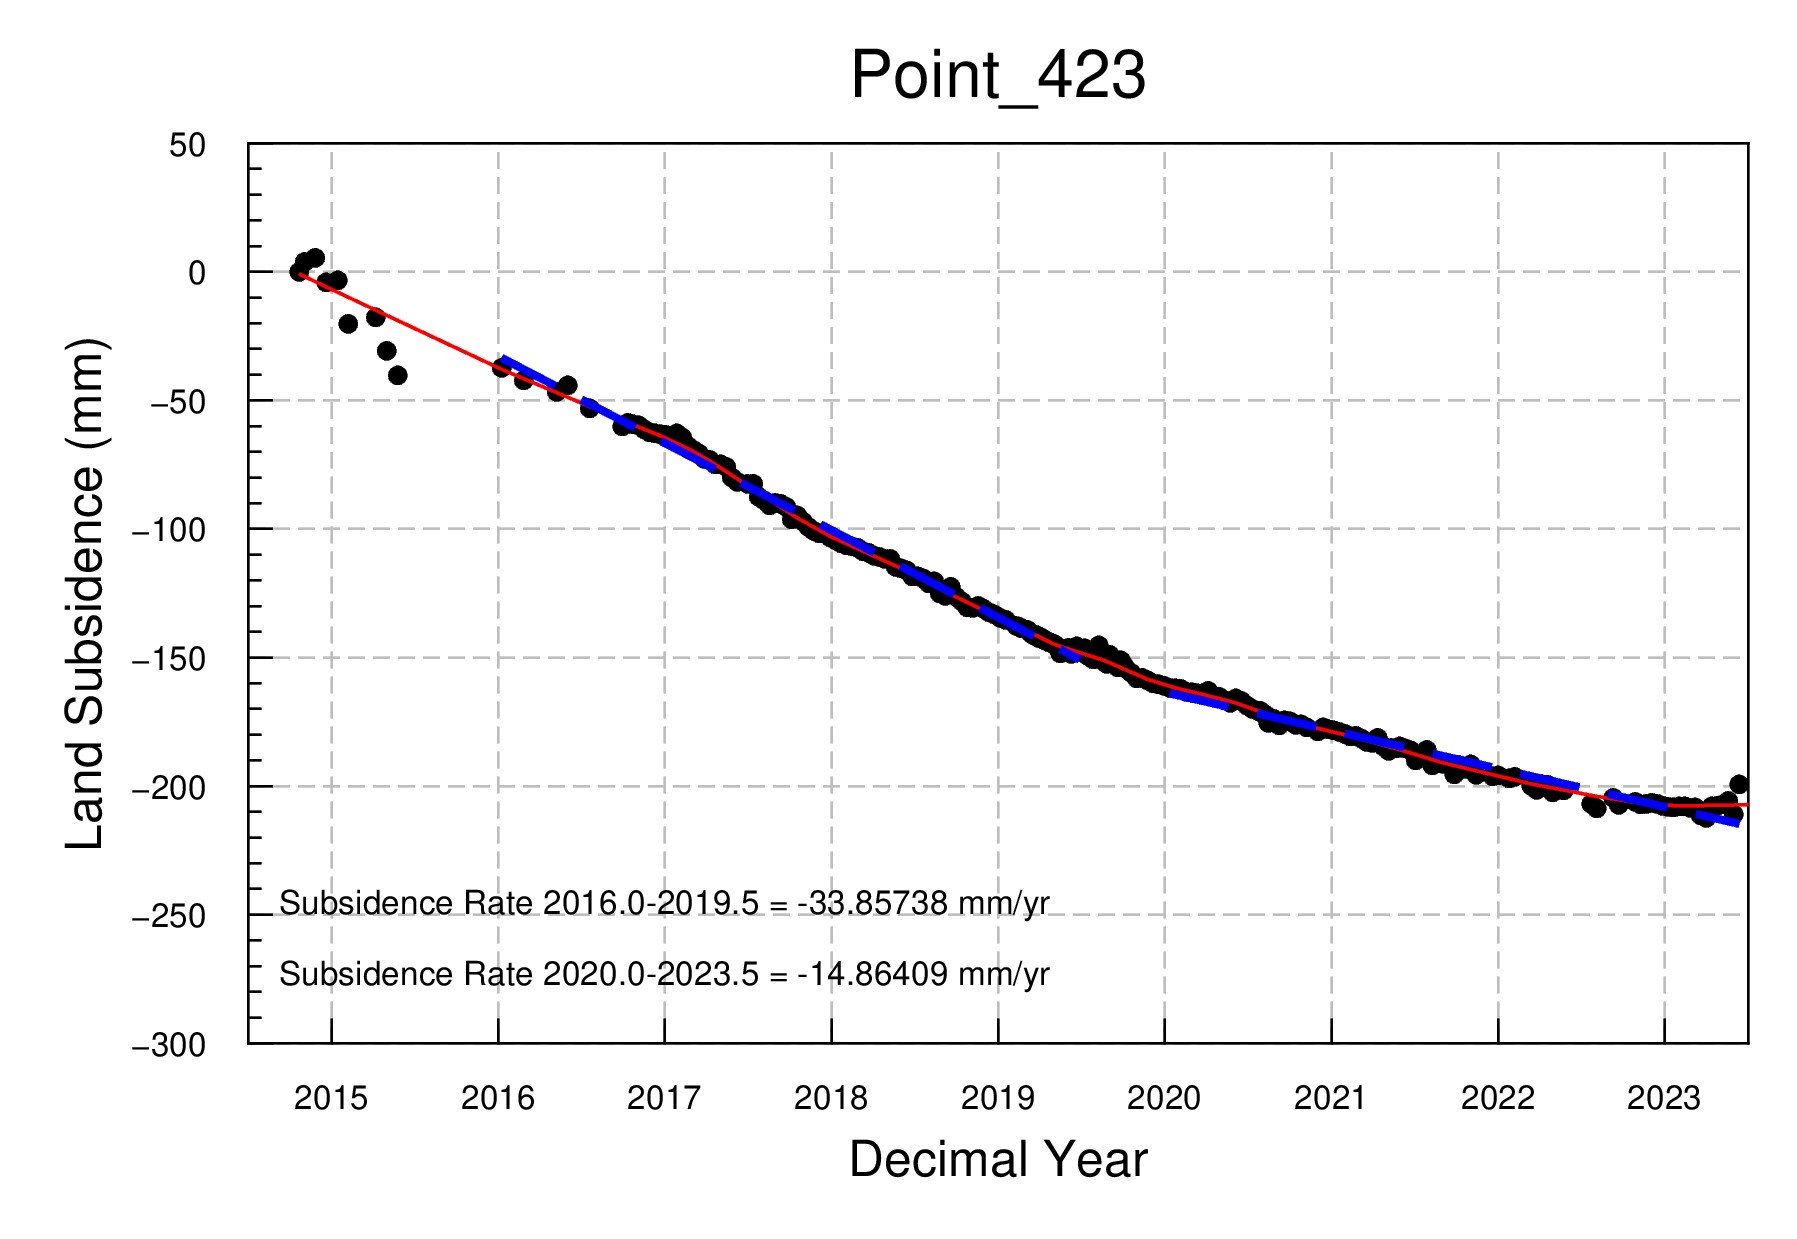 Point_423
50
0
−50
−100
−150
−200
−250
−300
Land Subsidence (mm)
Subsidence Rate 2016.0-2019.5 = -33.85738 mm/yr
Subsidence Rate 2020.0-2023.5 = -14.86409 mm/yr
2015 2016 2017 2018 2019 2020 2021 2022 2023
Decimal Year